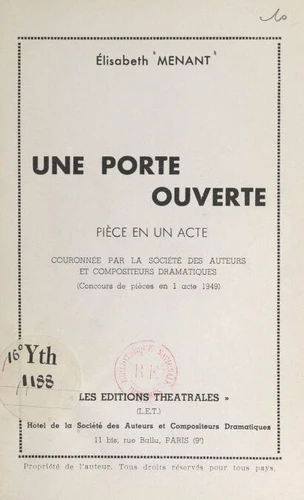 Élisabeth "MENANT"
UNE PORTE
OUVERTE
PIÈCE EN UN ACTE
COURONNÉE PAR LA SOCIÉTÉ DES AUTEURS
ET COMPOSITEURS DRAMATIQUES
(Concours de pièces en 1 acte 1949)
16° Yth
1188
LES EDITIONS THEATRALES »
(L.E.T.)
Hotel de la Société des Auteurs et Compositeurs Dramatiques
11 bis, rue Ballu, PARIS (9e)
Propriété de l'auteur. Tous droits réservés pour tous pays.